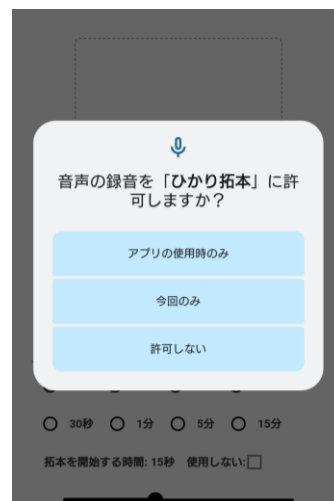 音声の録音を「ひかり拓本」に許
可しますか？
アプリの使用時のみ
今回のみ
許可しない
30秒 1分 5分 15分
拓本を開始する時間: 15秒 使用しない: